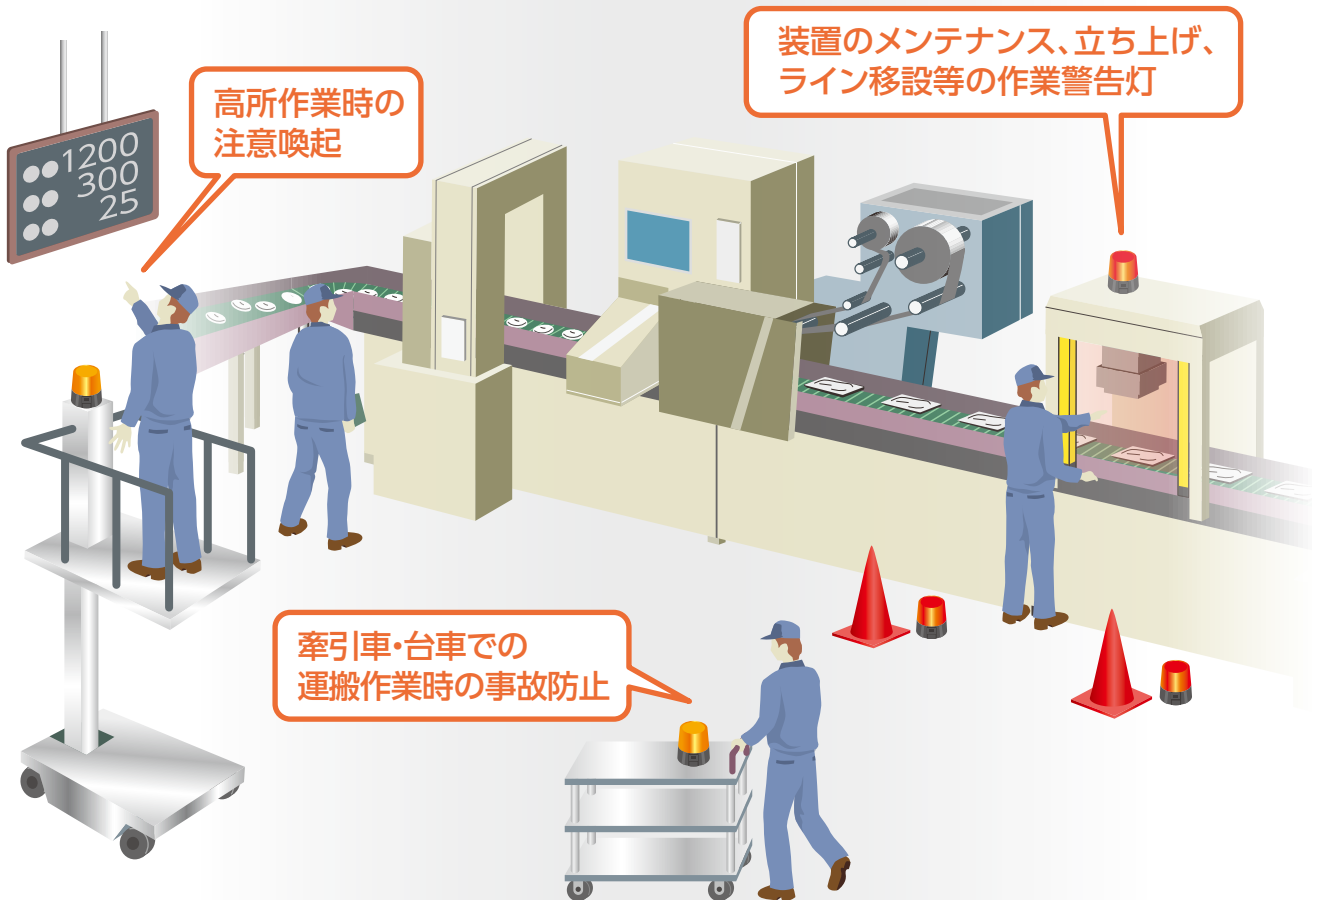 高所作業時の
注意喚起
装置のメンテナンス、立ち上げ、
ライン移設等の作業警告灯
1200
300
25
牽引車・台車での
運搬作業時の事故防止